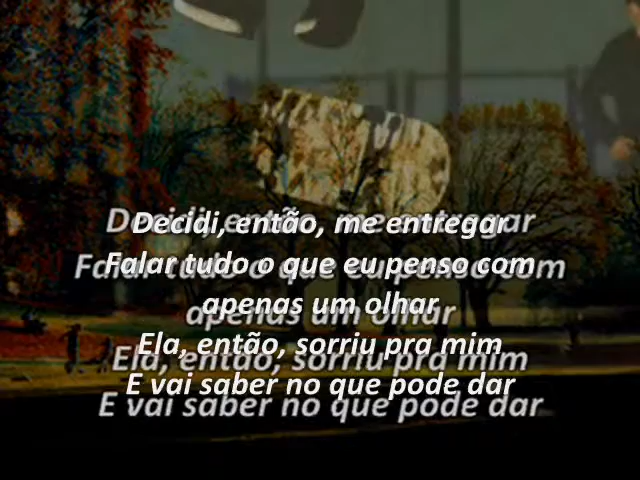 Decidi, então, me entregar
Falar tudo o que eu penso com
apenas um olhar
Ela, então, sorriu pra mim
E vai saber no que pode dar